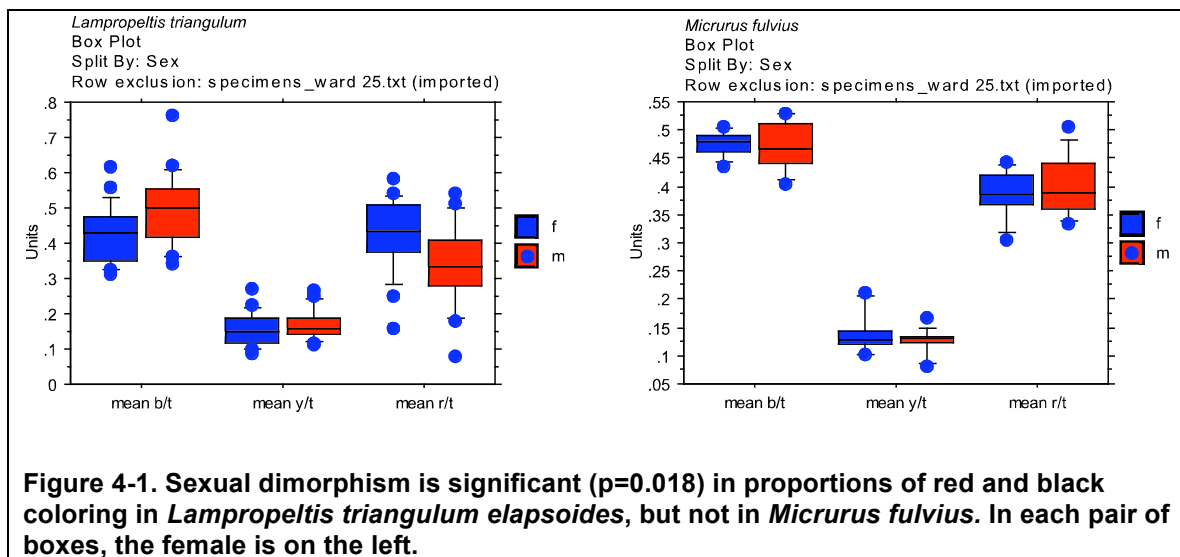 Lampropeltis triangulum
Box Plot
Split By: Sex
Row exclusion: specimens_ward 25.txt (imported)
.8
.7
.6
.5
.4
.3
.2
.1
0
Units
mean b/t
mean y/t
mean r/t
f
m
Micrurus fulvius
Box Plot
Split By: Sex
Row exclusion: specimens_ward 25.txt (imported)
.55
.5
.45
.4
.35
.3
.25
.2
.15
.1
.05
Units
mean b/t
mean y/t
mean r/t
f
m
Figure 4-1. Sexual dimorphism is significant (p=0.018) in proportions of red and black
coloring in Lampropeltis triangulum elapsoides, but not in Micrurus fulvius. In each pair of
boxes, the female is on the left.